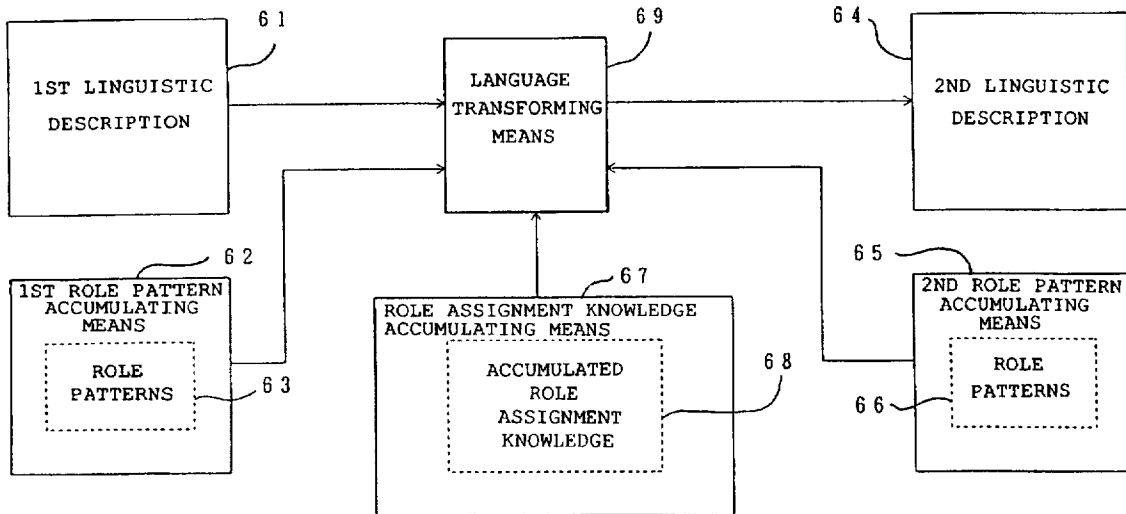 61
1ST LINGUISTIC
DESCRIPTION
69
LANGUAGE
TRANSFORMING
MEANS
64
2ND LINGUISTIC
DESCRIPTION
62
1ST ROLE PATTERN
ACCUMULATING
MEANS
ROLE
PATTERNS
63
67
ROLE ASSIGNMENT KNOWLEDGE
ACCUMULATING MEANS
ACCUMULATED
ROLE
ASSIGNMENT
KNOWLEDGE
68
65
2ND ROLE PATTERN
ACCUMULATING
MEANS
ROLE
PATTERNS
66